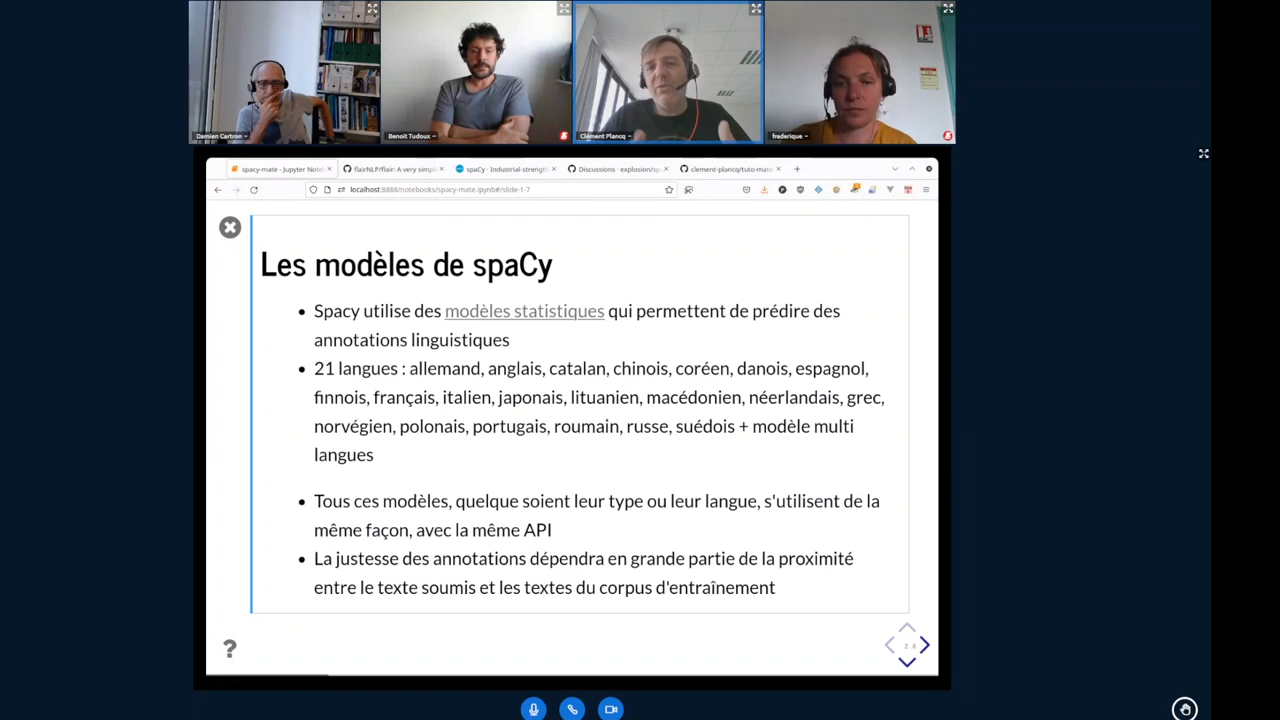 Damien Cartron
Benoit Tudoux
Clément Plancq
frederique
spacy-mate - Jupyter Note
flairNLP/flair: A very simple
spaCy · Industrial-strength
Discussions · explosion/spa
clement-plancq/tuto-mate
localhost:8888/notebooks/spacy-mate.ipynb#/slide-1-7
Les modèles de spaCy
• Spacy utilise des modèles statistiques qui permettent de prédire des
annotations linguistiques
• 21 langues : allemand, anglais, catalan, chinois, coréen, danois, espagnol,
finnois, français, italien, japonais, lituanien, macédonien, néerlandais, grec,
norvégien, polonais, portugais, roumain, russe, suédois + modèle multi
langues
• Tous ces modèles, quelque soient leur type ou leur langue, s'utilisent de la
même façon, avec la même API
• La justesse des annotations dépendra en grande partie de la proximité
entre le texte soumis et les textes du corpus d'entraînement
?